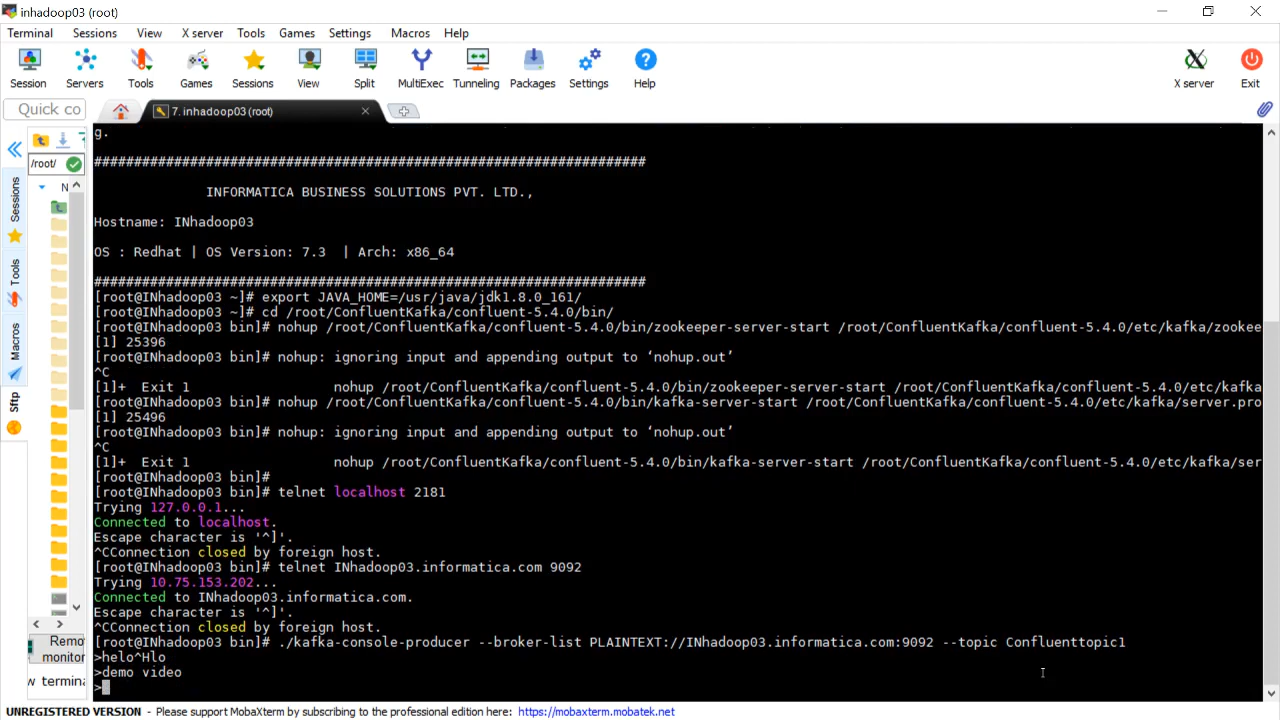 inhadoop03 (root)
Terminal Sessions View X server Tools Games Settings Macros Help
Session Servers Tools Games Sessions View Split MultiExec Tunneling Packages Settings Help X server Exit
Quick co
7. inhadoop03 (root)
/root/
N
Sessions
Tools
Macros
Sftp
g.
#####################################################################
INFORMATICA BUSINESS SOLUTIONS PVT. LTD.,
Hostname: INhadoop03
OS : Redhat | OS Version: 7.3 | Arch: x86_64
#####################################################################
[root@INhadoop03 ~]# export JAVA_HOME=/usr/java/jdk1.8.0_161/
[root@INhadoop03 ~]# cd /root/ConfluentKafka/confluent-5.4.0/bin/
[root@INhadoop03 bin]# nohup /root/ConfluentKafka/confluent-5.4.0/bin/zookeeper-server-start /root/ConfluentKafka/confluent-5.4.0/etc/kafka/zookee
[1] 25396
[root@INhadoop03 bin]# nohup: ignoring input and appending output to ‘nohup.out’
^C
[1]+ Exit 1 nohup /root/ConfluentKafka/confluent-5.4.0/bin/zookeeper-server-start /root/ConfluentKafka/confluent-5.4.0/etc/kafka
[root@INhadoop03 bin]# nohup /root/ConfluentKafka/confluent-5.4.0/bin/kafka-server-start /root/ConfluentKafka/confluent-5.4.0/etc/kafka/server.pro
[1] 25496
[root@INhadoop03 bin]# nohup: ignoring input and appending output to ‘nohup.out’
^C
[1]+ Exit 1 nohup /root/ConfluentKafka/confluent-5.4.0/bin/kafka-server-start /root/ConfluentKafka/confluent-5.4.0/etc/kafka/ser
[root@INhadoop03 bin]#
[root@INhadoop03 bin]# telnet localhost 2181
Trying 127.0.0.1...
Connected to localhost.
Escape character is '^]'.
^CConnection closed by foreign host.
[root@INhadoop03 bin]# telnet INhadoop03.informatica.com 9092
Trying 10.75.153.202...
Connected to INhadoop03.informatica.com.
Escape character is '^]'.
^CConnection closed by foreign host.
[root@INhadoop03 bin]# ./kafka-console-producer --broker-list PLAINTEXT://INhadoop03.informatica.com:9092 --topic Confluenttopic1
>helo^Hlo
>demo video
>
Remo
monitor
w termin
UNREGISTERED VERSION - Please support MobaXterm by subscribing to the professional edition here: https://mobaxterm.mobatek.net